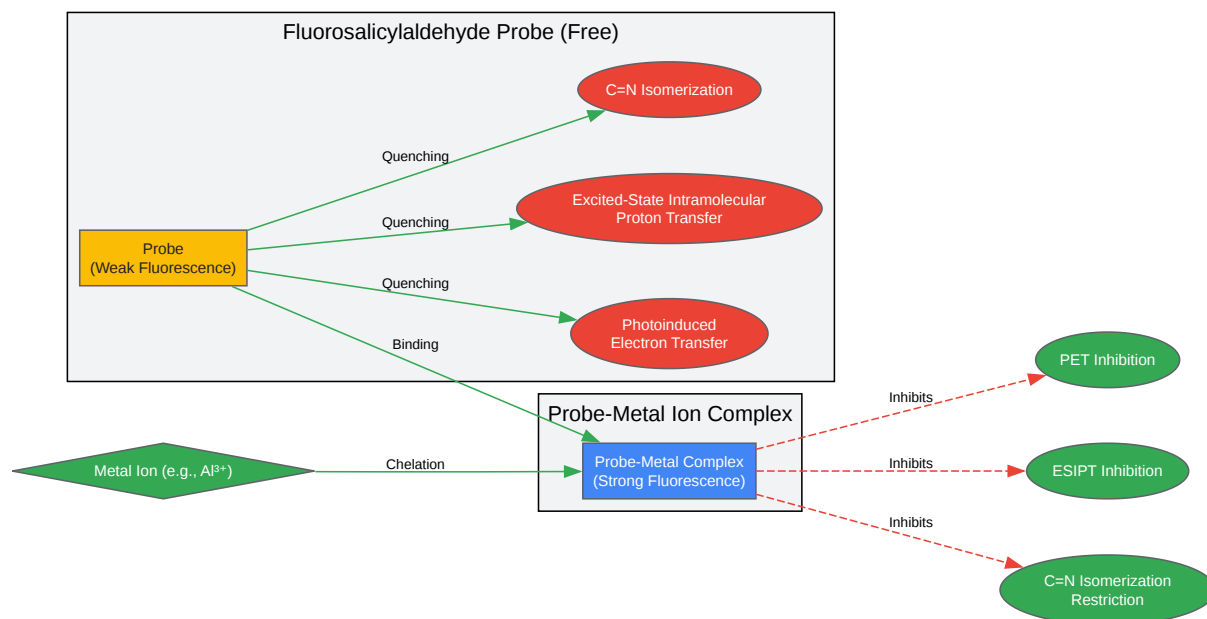 Fluorosalicylaldehyde Probe (Free)
C=N Isomerization
Quenching
Excited-State Intramolecular
Proton Transfer
Quenching
Probe
(Weak Fluorescence)
Quenching
Photoinduced
Electron Transfer
Binding
PET Inhibition
Inhibits
Probe-Metal Ion Complex
Metal Ion (e.g., Al³⁺)
Chelation
Probe-Metal Complex
(Strong Fluorescence)
Inhibits
ESIPT Inhibition
Inhibits
C=N Isomerization
Restriction